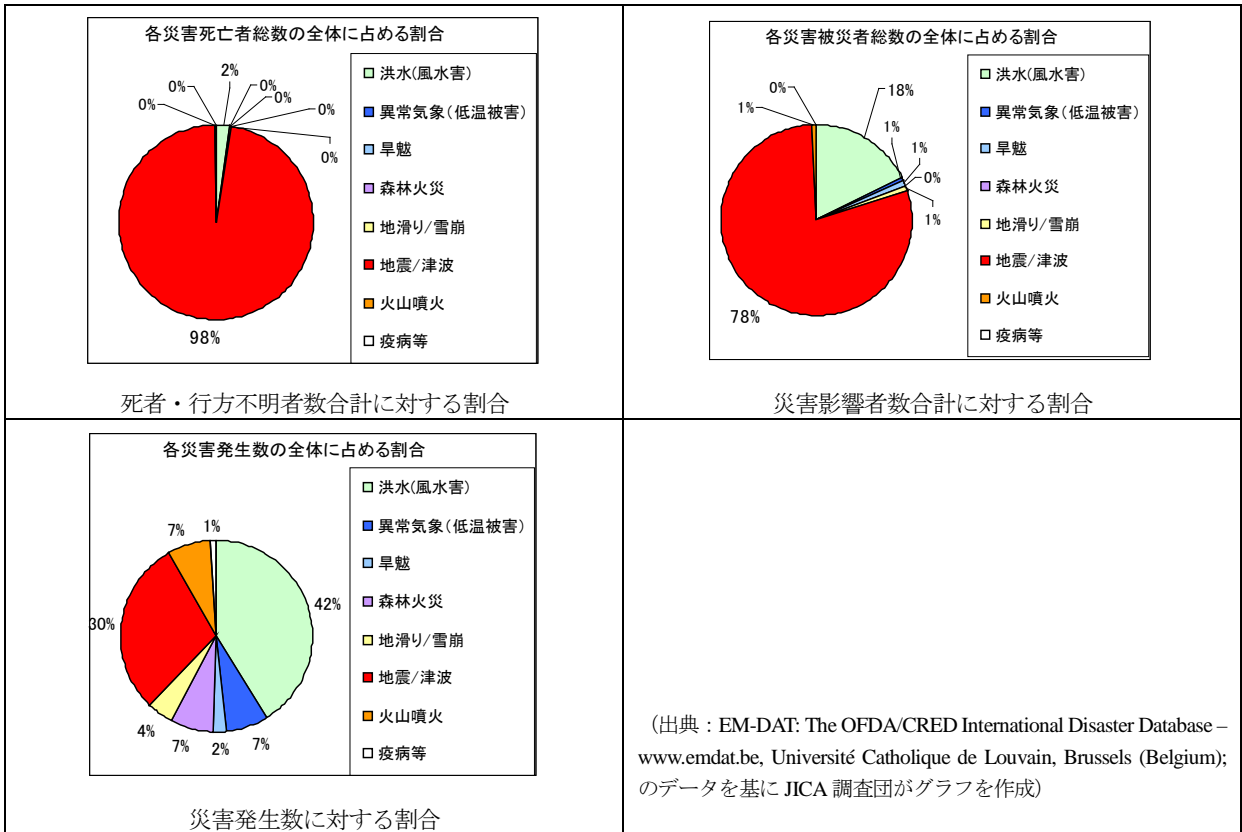 各災害死亡者総数の全体に占める割合
0%
0%
2%
0%
0%
0%
0%
98%
洪水(風水害)
異常気象(低温被害)
旱魃
森林火災
地滑り/雪崩
地震/津波
火山噴火
疫病等
死者・行方不明者数合計に対する割合
各災害被災者総数の全体に占める割合
1%
0%
18%
1%
1%
0%
1%
78%
洪水(風水害)
異常気象(低温被害)
旱魃
森林火災
地滑り/雪崩
地震/津波
火山噴火
疫病等
災害影響者数合計に対する割合
各災害発生数の全体に占める割合
7%
1%
42%
30%
4%
7%
2%
7%
洪水(風水害)
異常気象(低温被害)
旱魃
森林火災
地滑り/雪崩
地震/津波
火山噴火
疫病等
災害発生数に対する割合
(出典:EM-DAT: The OFDA/CRED International Disaster Database –
www.emdat.be, Université Catholique de Louvain, Brussels (Belgium);
のデータを基に JICA 調査団がグラフを作成)